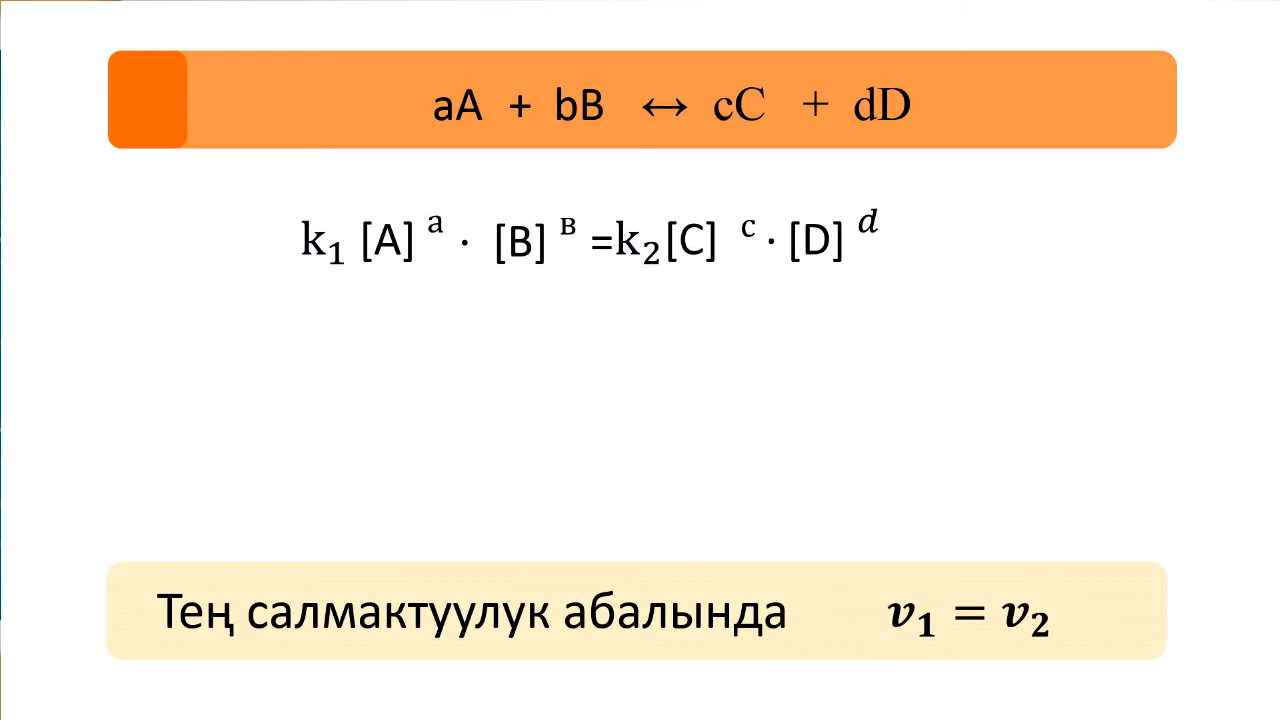 aA + bB ↔ cC + dD
k₁ [A] ᵃ · [B] ᵇ =k₂[C] ᶜ · [D] ᵈ
Тең салмактуулук абалында v₁ = v₂